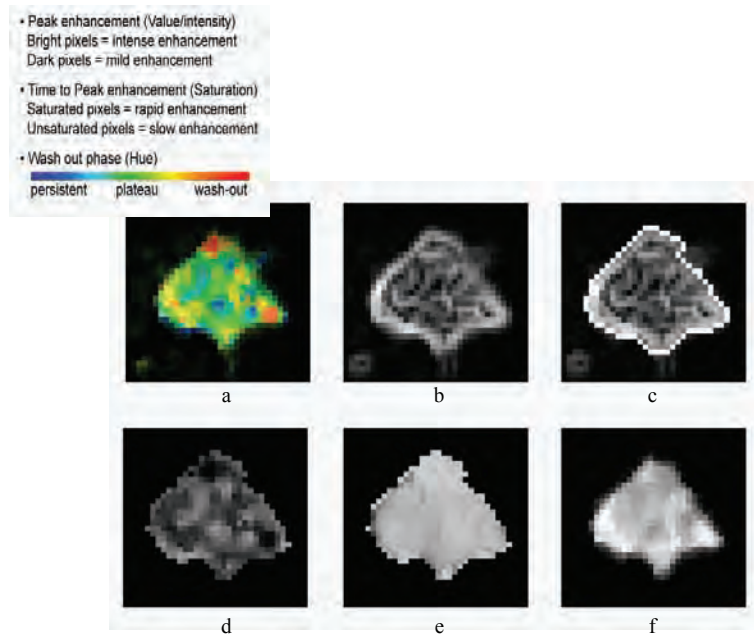 • Peak enhancement (Value/intensity)
Bright pixels = intense enhancement
Dark pixels = mild enhancement
• Time to Peak enhancement (Saturation)
Saturated pixels = rapid enhancement
Unsaturated pixels = slow enhancement
• Wash out phase (Hue)
persistent plateau wash-out
a b c
d e f